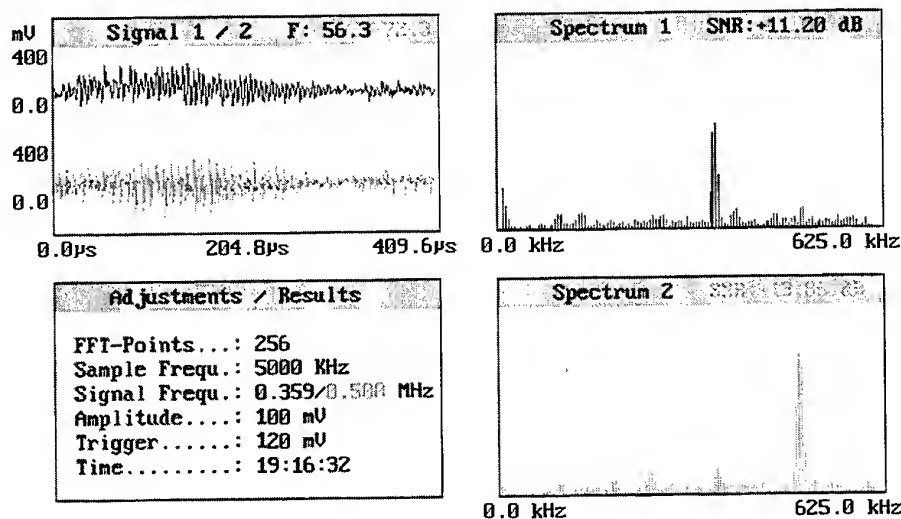 mV Signal 1 / 2 F: 56.3
400
0.0
400
0.0
0.0µs 204.8µs 409.6µs
Spectrum 1 SNR:+11.20 dB
0.0 kHz 625.0 kHz
Adjustments / Results
FFT-Points...: 256
Sample Frequ.: 5000 KHz
Signal Frequ.: 0.359/0.500 MHz
Amplitude....: 100 mV
Trigger......: 120 mV
Time.........: 19:16:32
Spectrum 2
0.0 kHz 625.0 kHz